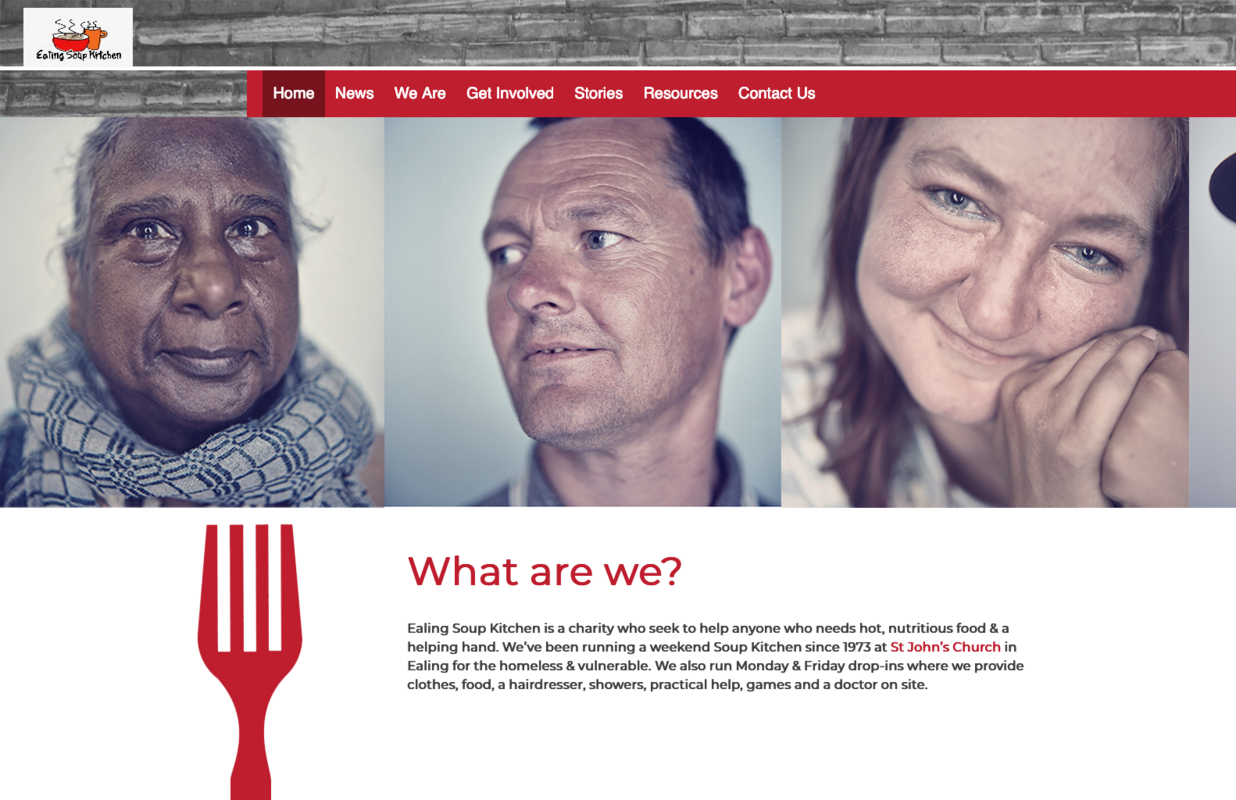 Ealing Soup Kitchen
Home News We Are Get Involved Stories Resources Contact Us
What are we?
Ealing Soup Kitchen is a charity who seek to help anyone who needs hot, nutritious food & a
helping hand. We’ve been running a weekend Soup Kitchen since 1973 at St John’s Church in
Ealing for the homeless & vulnerable. We also run Monday & Friday drop-ins where we provide
clothes, food, a hairdresser, showers, practical help, games and a doctor on site.